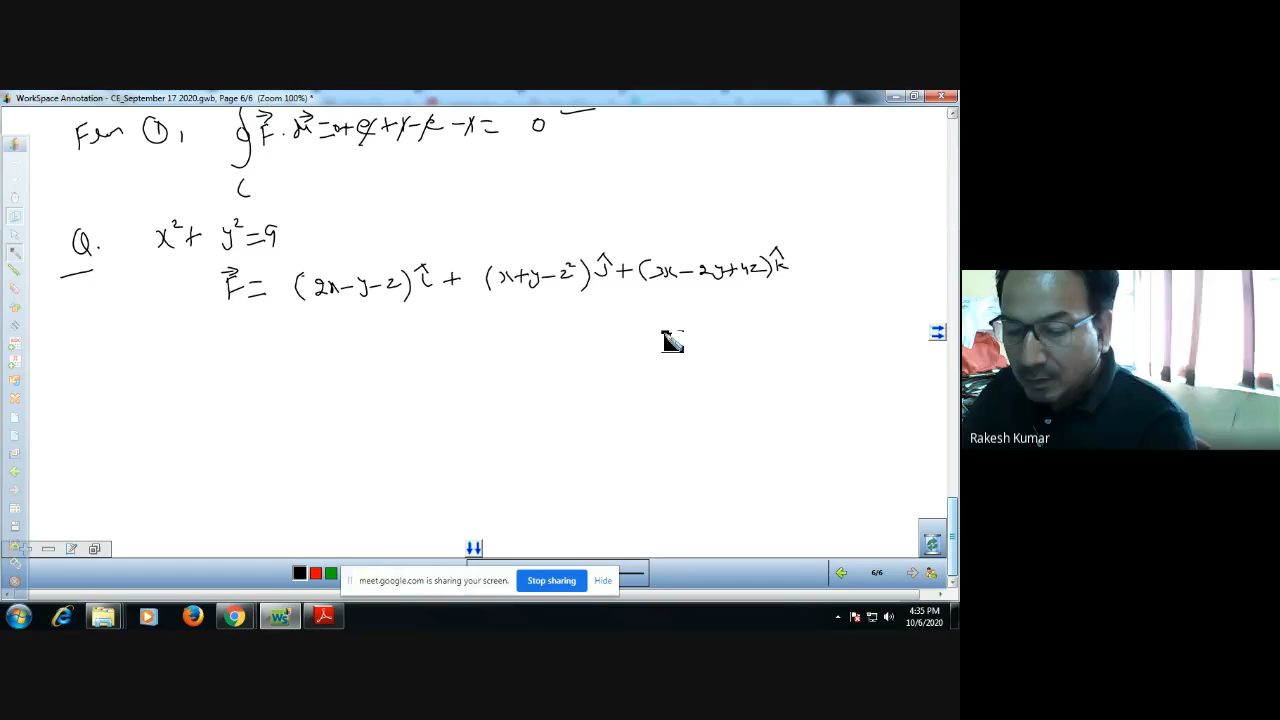 WorkSpace Annotation - CE_September 17 2020.gwb, Page 6/6 (Zoom 100%) *
① , ∮ F⃗ . = 0
C
Q. x² + y² = 9
F⃗ = (2x-y-z) î + (x+y-z²) ĵ + (3x-2y+4z) k̂
Rakesh Kumar
6/6
meet.google.com is sharing your screen. Stop sharing Hide
4:35 PM
10/6/2020